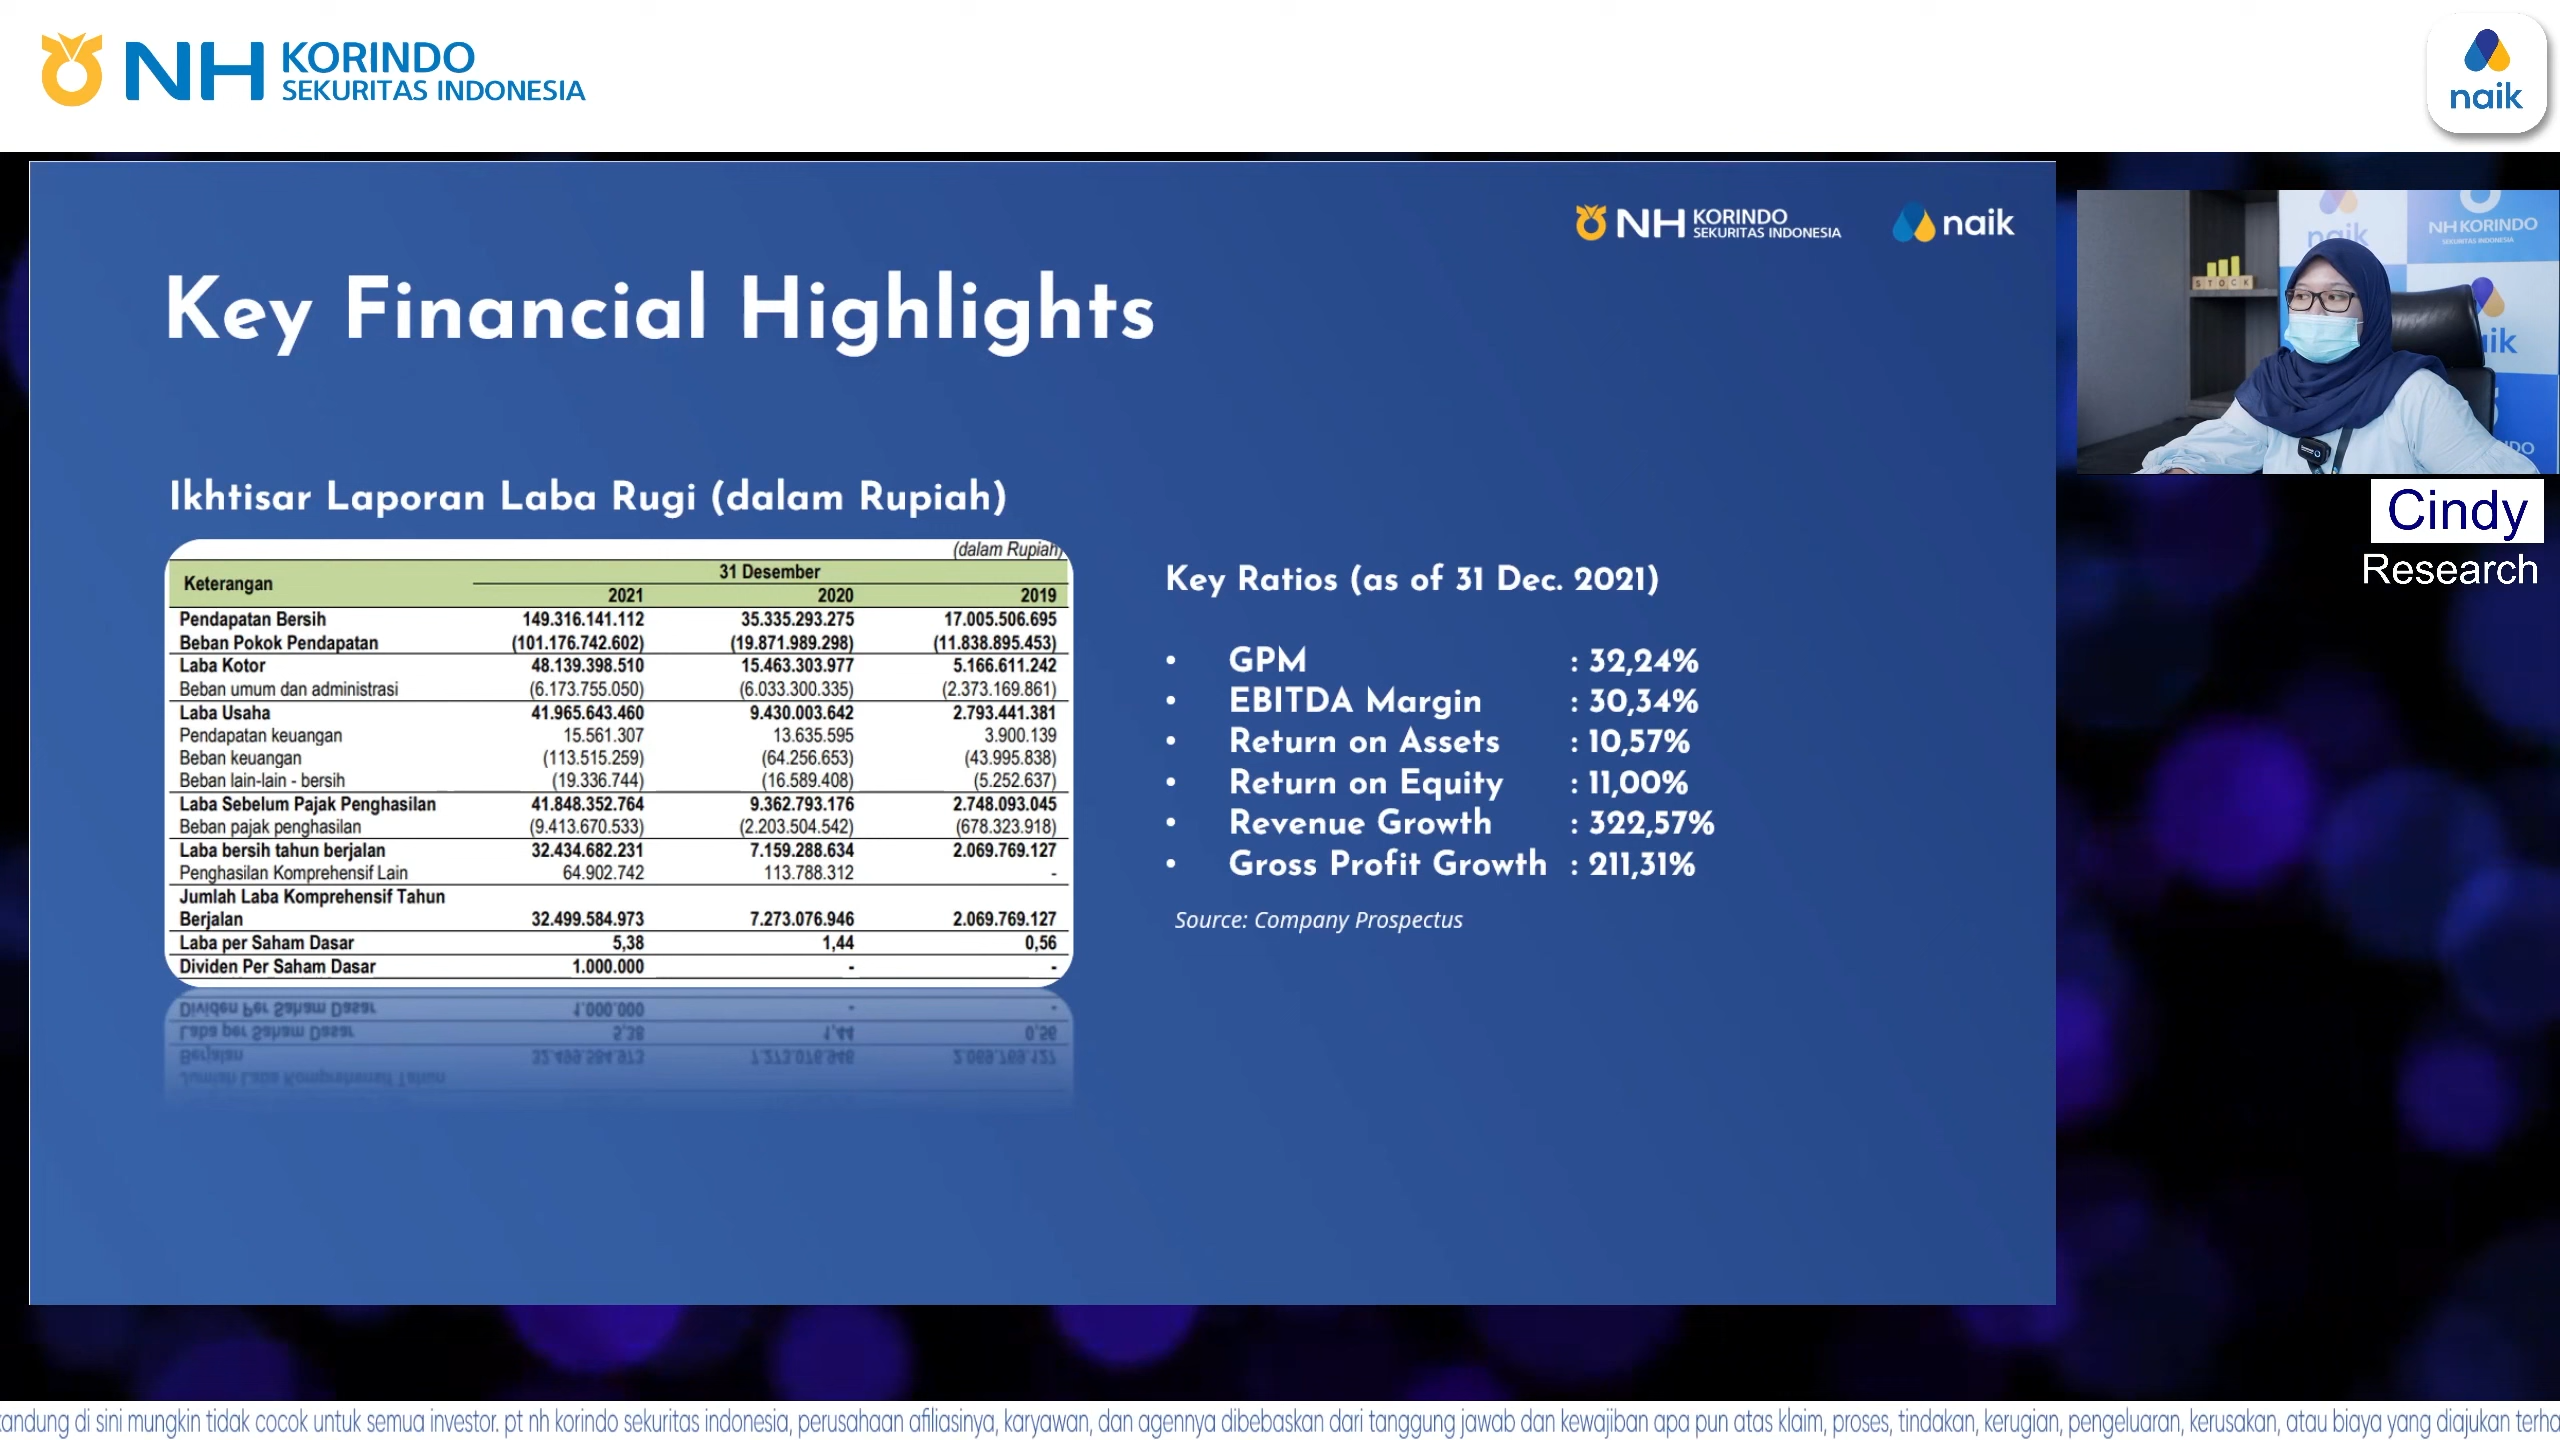 NH KORINDO
SEKURITAS INDONESIA
naik
NH KORINDO
SEKURITAS INDONESIA
naik
Key Financial Highlights
Ikhtisar Laporan Laba Rugi (dalam Rupiah)
(dalam Rupiah)
Keterangan 31 Desember
2021 2020 2019
Pendapatan Bersih 149.316.141.112 35.335.293.275 17.005.506.695
Beban Pokok Pendapatan (101.176.742.602) (19.871.989.298) (11.838.895.453)
Laba Kotor 48.139.398.510 15.463.303.977 5.166.611.242
Beban umum dan administrasi (6.173.755.050) (6.033.300.335) (2.373.169.861)
Laba Usaha 41.965.643.460 9.430.003.642 2.793.441.381
Pendapatan keuangan 15.561.307 13.635.595 3.900.139
Beban keuangan (113.515.259) (64.256.653) (43.995.838)
Beban lain-lain - bersih (19.336.744) (16.589.408) (5.252.637)
Laba Sebelum Pajak Penghasilan 41.848.352.764 9.362.793.176 2.748.093.045
Beban pajak penghasilan (9.413.670.533) (2.203.504.542) (678.323.918)
Laba bersih tahun berjalan 32.434.682.231 7.159.288.634 2.069.769.127
Penghasilan Komprehensif Lain 64.902.742 113.788.312 -
Jumlah Laba Komprehensif Tahun
Berjalan 32.499.584.973 7.273.076.946 2.069.769.127
Laba per Saham Dasar 5,38 1,44 0,56
Dividen Per Saham Dasar 1.000.000 - -
Key Ratios (as of 31 Dec. 2021)
• GPM : 32,24%
• EBITDA Margin : 30,34%
• Return on Assets : 10,57%
• Return on Equity : 11,00%
• Revenue Growth : 322,57%
• Gross Profit Growth : 211,31%
Source: Company Prospectus
naik
NH KORINDO
SEKURITAS INDONESIA
STOCK
Cindy
Research
di sini mungkin tidak cocok untuk semua investor. pt nh korindo sekuritas indonesia, perusahaan afiliasinya, karyawan, dan agennya dibebaskan dari tanggung jawab dan kewajiban apa pun atas klaim, proses, tindakan, kerugian, pengeluaran, kerusakan, atau biaya yang diajukan